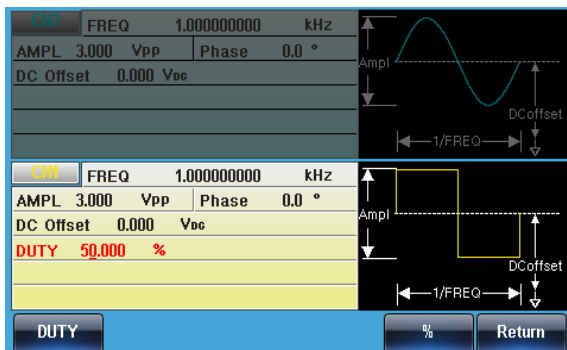 CH2 FREQ 1.000000000 kHz
AMPL 3.000 Vpp Phase 0.0 °
DC Offset 0.000 VDC
Ampl
DCoffset
1/FREQ
CH1 FREQ 1.000000000 kHz
AMPL 3.000 Vpp Phase 0.0 °
DC Offset 0.000 VDC
DUTY 50.000 %
Ampl
DCoffset
1/FREQ
DUTY % Return